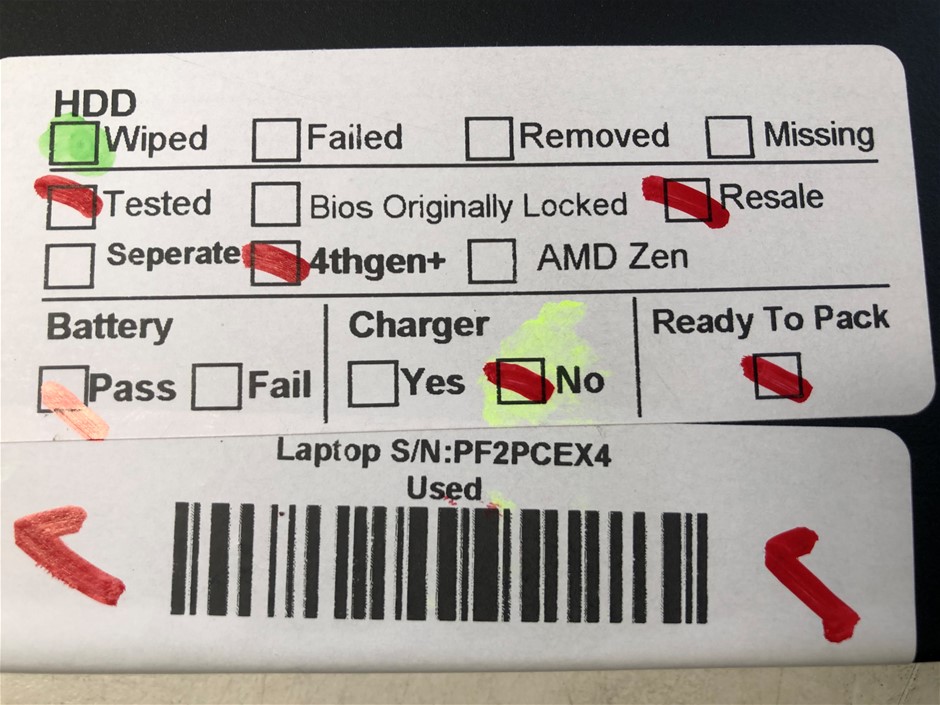 HDD
Wiped Failed Removed Missing
Tested Bios Originally Locked Resale
Seperate 4thgen+ AMD Zen
Battery Charger Ready To Pack
Pass Fail Yes No
Laptop S/N:PF2PCEX4
Used